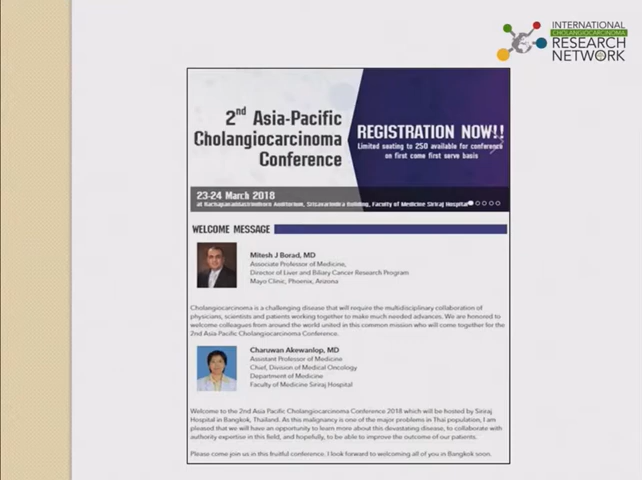 INTERNATIONAL
CHOLANGIOCARCINOMA
RESEARCH
NETWORK
2nd Asia-Pacific
Cholangiocarcinoma
Conference
REGISTRATION NOW!!
Limited seating to 250 available for conference
on first come first serve basis
23-24 March 2018
Building, Faculty of Medicine Siriraj Hospital
WELCOME MESSAGE
Mitesh J Borad, MD
Associate Professor of Medicine,
Director of Liver and Biliary Cancer Research Program
Mayo Clinic, Phoenix, Arizona
Cholangiocarcinoma is a challenging disease that will require the multidisciplinary collaboration of
physicians, scientists and patients working together to make much needed advances. We are honored to
welcome colleagues from around the world united in this common mission who will come together for the
2nd Asia-Pacific Cholangiocarcinoma Conference.
Charuwan Akewanlop, MD
Assistant Professor of Medicine
Chief, Division of Medical Oncology
Department of Medicine
Faculty of Medicine Siriraj Hospital
Welcome to the 2nd Asia Pacific Cholangiocarcinoma Conference 2018 which will be hosted by Siriraj
Hospital in Bangkok, Thailand. As this malignancy is one of the major problems in Thai population, I am
pleased that we will have an opportunity to learn more about this devastating disease, to collaborate with
authority expertise in this field, and hopefully, to be able to improve the outcome of our patients.
Please come join us in this fruitful conference. I look forward to welcoming all of you in Bangkok soon.